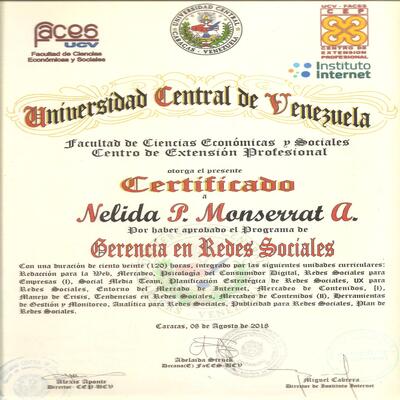 faces
UCV
Facultad de Ciencias
Económicas y Sociales
UNIVERSIDAD CENTRAL
CARACAS - VENEZUELA
UCV - FACES
CEP
CENTRO DE
EXTENSIÓN
PROFESIONAL
Instituto
Internet
Universidad Central de Venezuela
Facultad de Ciencias Económicas y Sociales
Centro de Extensión Profesional
otorga el presente
Certificado
a
Nelida P. Monserrat A.
Por haber aprobado el Programa de
Gerencia en Redes Sociales
Con una duración de ciento veinte (120) horas, integrado por las siguientes unidades curriculares:
Redacción para la Web, Mercadeo, Psicología del Consumidor Digital, Redes Sociales para
Empresas (I), Social Media Team, Planificación Estratégica de Redes Sociales, UX para
Redes Sociales, Entorno del Mercadeo de Internet, Mercadeo de Contenidos, (I),
Manejo de Crisis, Tendencias en Redes Sociales, Mercadeo de Contenidos (II), Herramientas
de Gestión y Monitoreo, Analítica para Redes Sociales, Publicidad para Redes Sociales, Plan de
Redes Sociales.
Caracas, 08 de Agosto de 2018
Adelaida Struck
Decano(E) FaCES-UCV
Alexis Aponte
Director CEP-UCV
Miguel Cabrera
Director de Instituto Internet